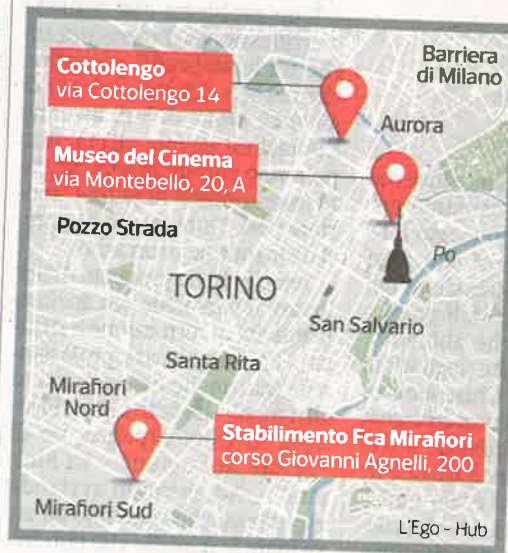 Barriera
di Milano
Cottolengo
via Cottolengo 14
Aurora
Museo del Cinema
via Montebello, 20, A
Pozzo Strada
Po
TORINO
San Salvario
Santa Rita
Mirafiori
Nord
Stabilimento Fca Mirafiori
corso Giovanni Agnelli, 200
Mirafiori Sud
L'Ego - Hub